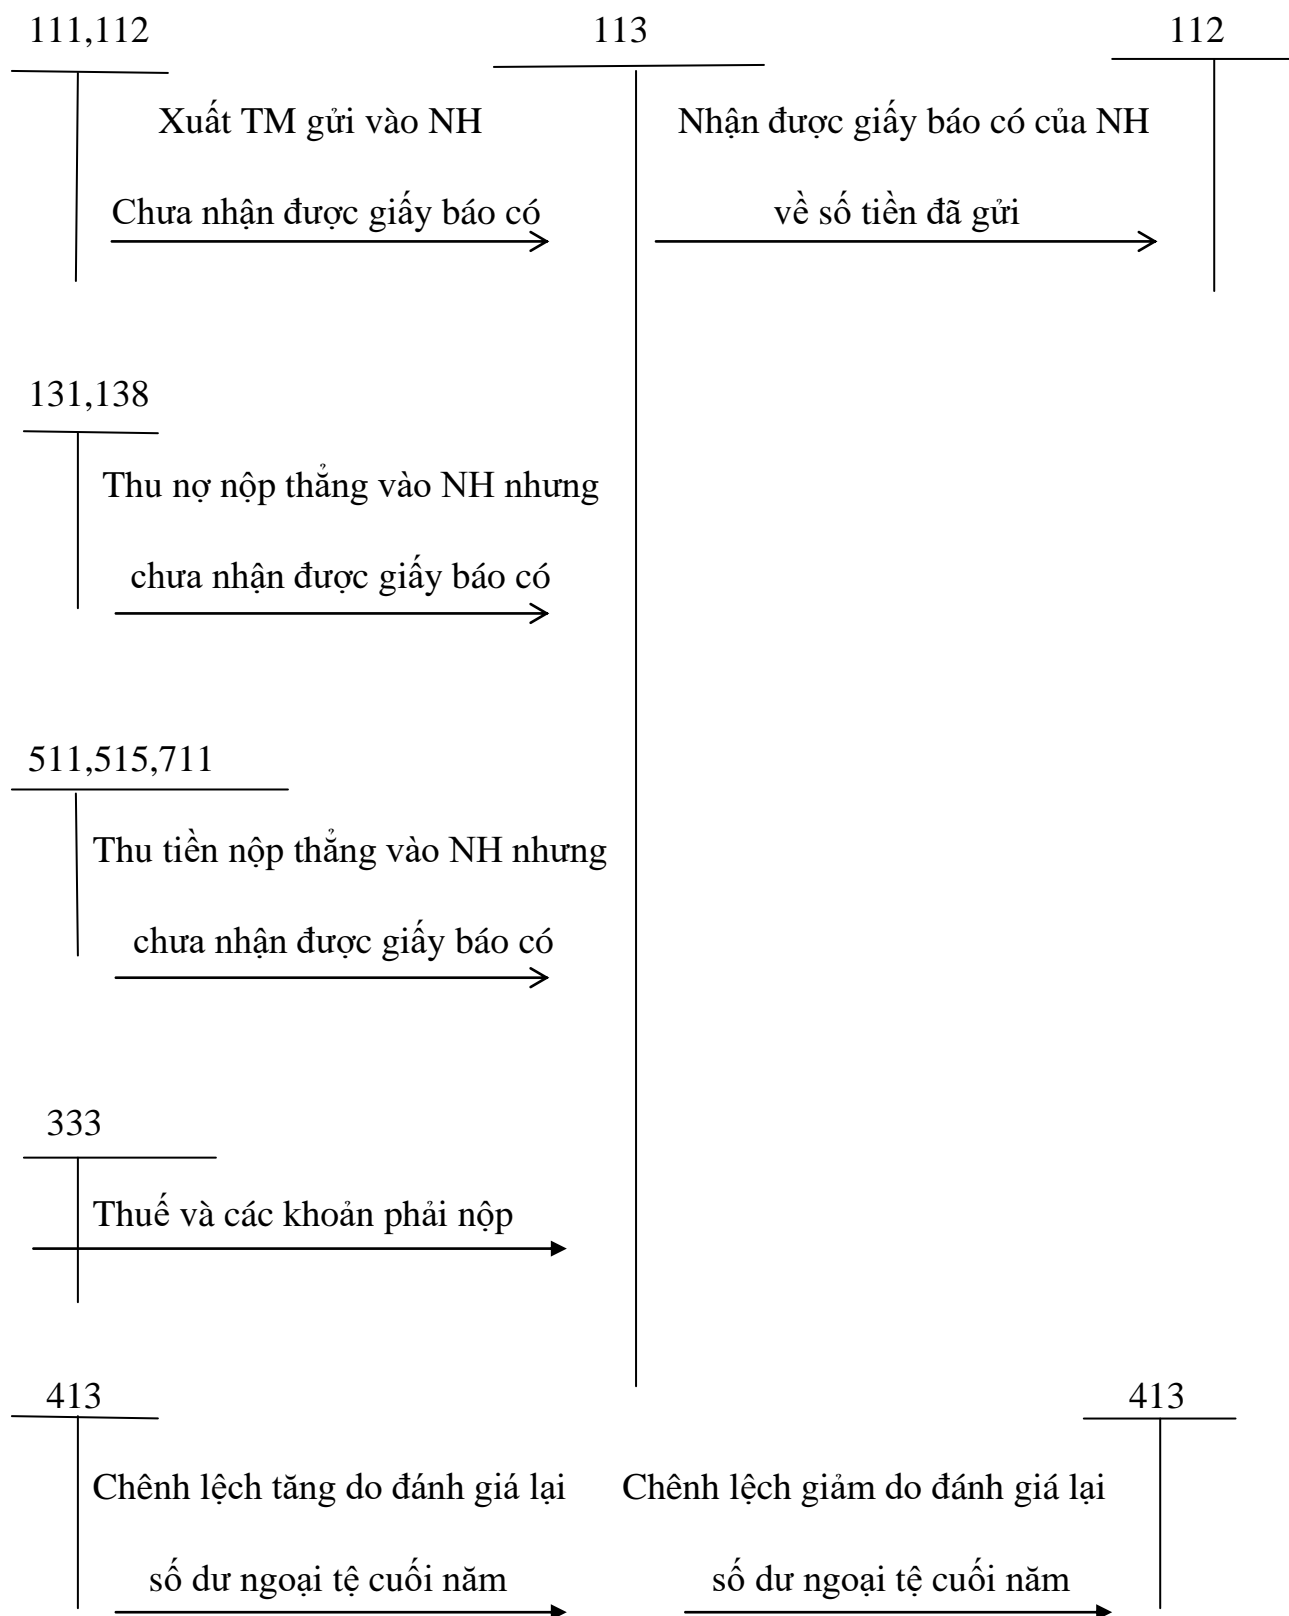 111,112
113
112
Xuất TM gửi vào NH
Nhận được giấy báo có của NH
Chưa nhận được giấy báo có
về số tiền đã gửi
131,138
Thu nợ nộp thẳng vào NH nhưng
chưa nhận được giấy báo có
511,515,711
Thu tiền nộp thẳng vào NH nhưng
chưa nhận được giấy báo có
333
Thuế và các khoản phải nộp
413
413
Chênh lệch tăng do đánh giá lại
Chênh lệch giảm do đánh giá lại
số dư ngoại tệ cuối năm
số dư ngoại tệ cuối năm